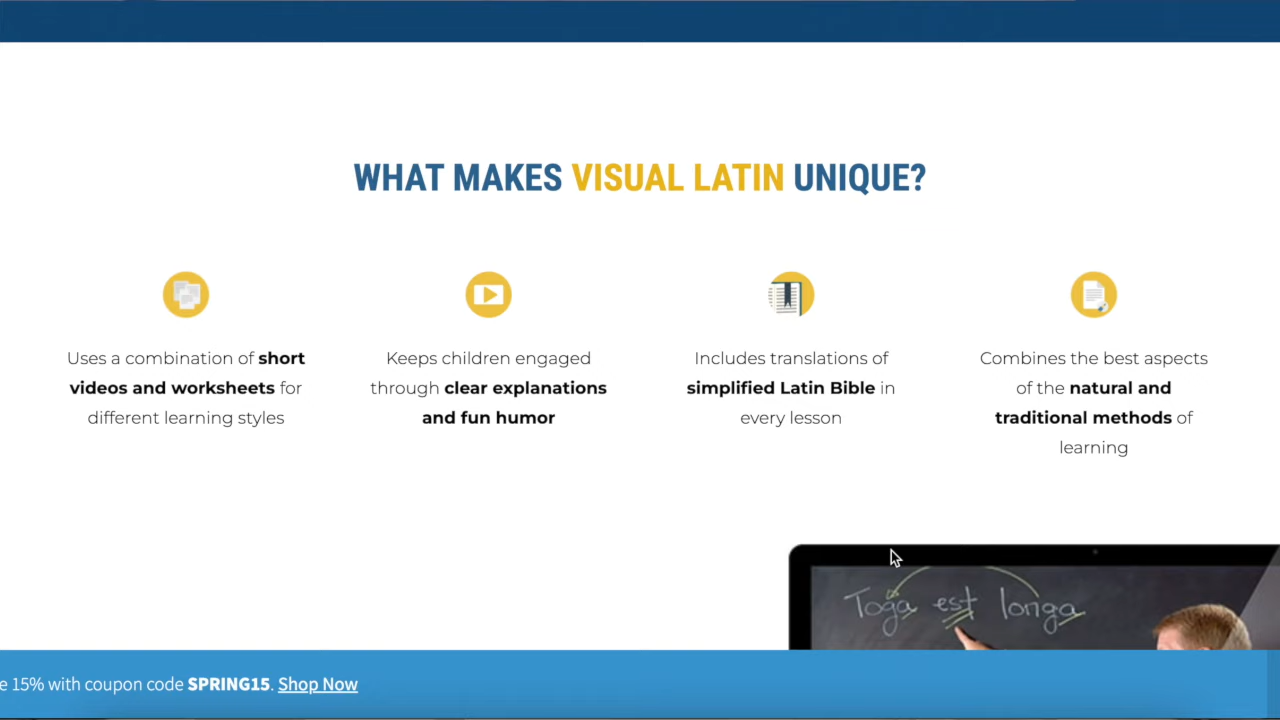 WHAT MAKES VISUAL LATIN UNIQUE?
Uses a combination of short
videos and worksheets for
different learning styles
Keeps children engaged
through clear explanations
and fun humor
Includes translations of
simplified Latin Bible in
every lesson
Combines the best aspects
of the natural and
traditional methods of
learning
Toga est longa
e 15% with coupon code SPRING15. Shop Now